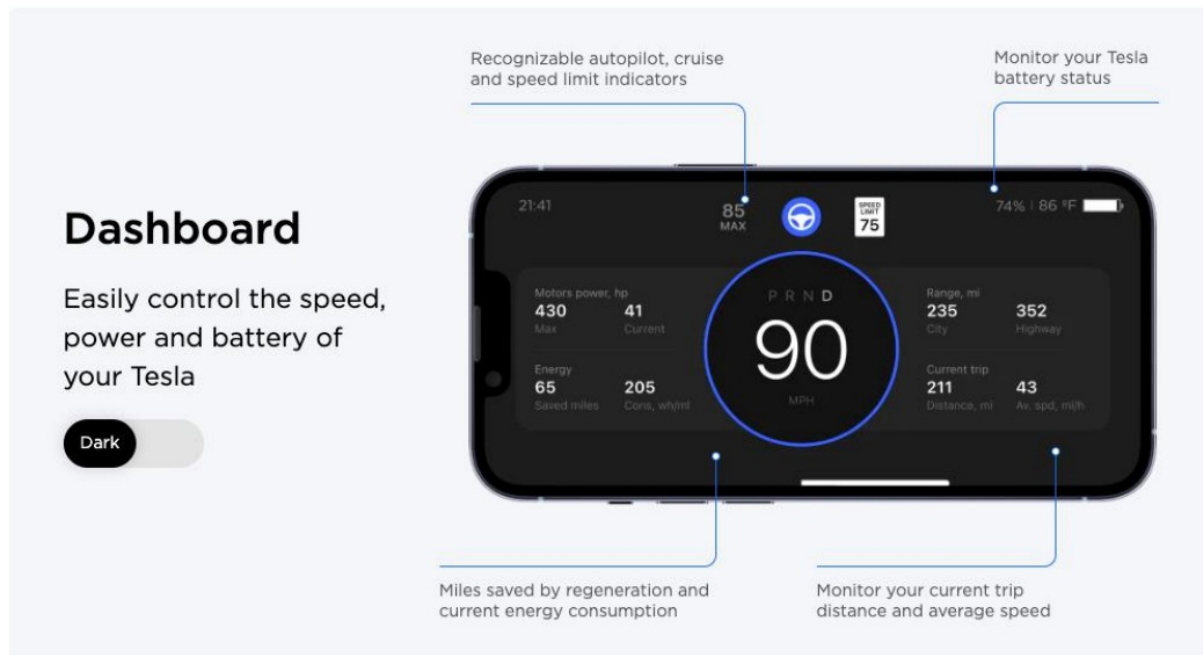 Recognizable autopilot, cruise
and speed limit indicators
Monitor your Tesla
battery status
Dashboard
Easily control the speed,
power and battery of
your Tesla
Dark
21:41
85
MAX
SPEED
LIMIT
75
74% | 86 °F
Motors power, hp
430 41
Max Current
Energy
65 205
Saved miles Cons, wh/ml
P R N D
90
MPH
Range, mi
235 352
City Highway
Current trip
211 43
Distance, mi Av. spd, mi/h
Miles saved by regeneration and
current energy consumption
Monitor your current trip
distance and average speed